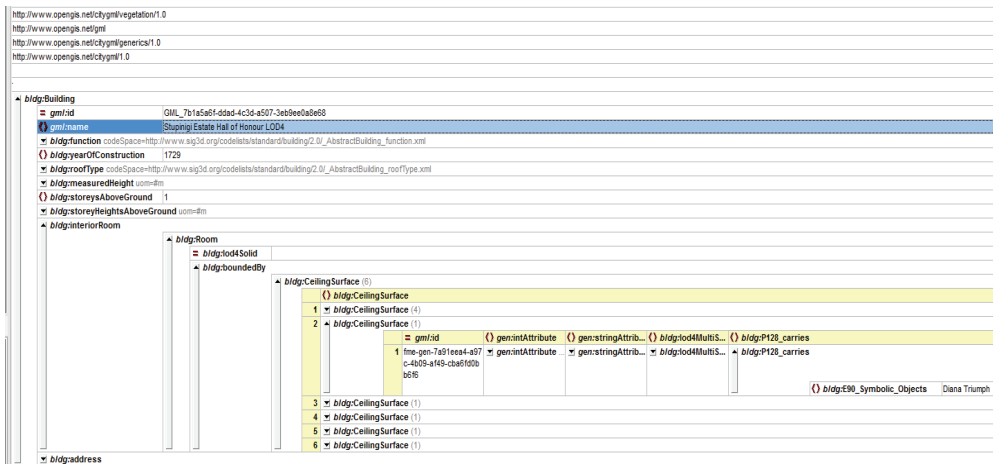 http://www.opengis.net/citygml/vegetation/1.0
http://www.opengis.net/gml
http://www.opengis.net/citygml/generics/1.0
http://www.opengis.net/citygml/1.0
bldg:Building
gml:id GML_7b1a5a6f-ddad-4c3d-a507-3eb9ee0a8e68
gml:name Stupinigi Estate Hall of Honour LOD4
bldg:function codeSpace=http://www.sig3d.org/codelists/standard/building/2.0/_AbstractBuilding_function.xml
bldg:yearOfConstruction 1729
bldg:roofType codeSpace=http://www.sig3d.org/codelists/standard/building/2.0/_AbstractBuilding_roofType.xml
bldg:measuredHeight uom=#m
bldg:storeysAboveGround 1
bldg:storeyHeightsAboveGround uom=#m
bldg:interiorRoom
bldg:Room
bldg:lod4Solid
bldg:boundedBy
bldg:CeilingSurface (6)
bldg:CeilingSurface
1 bldg:CeilingSurface (4)
2 bldg:CeilingSurface (1)
gml:id gen:intAttribute gen:stringAttrib... bldg:lod4MultiS... bldg:P128_carries
1 fme-gen-7a91eea4-a97 gen:intAttribute ... gen:stringAttrib... bldg:lod4MultiS... bldg:P128_carries
c-4b09-af49-cba6fd0b
b6f6
bldg:E90_Symbolic_Objects Diana Triumph
3 bldg:CeilingSurface (1)
4 bldg:CeilingSurface (1)
5 bldg:CeilingSurface (1)
6 bldg:CeilingSurface (1)
bldg:address